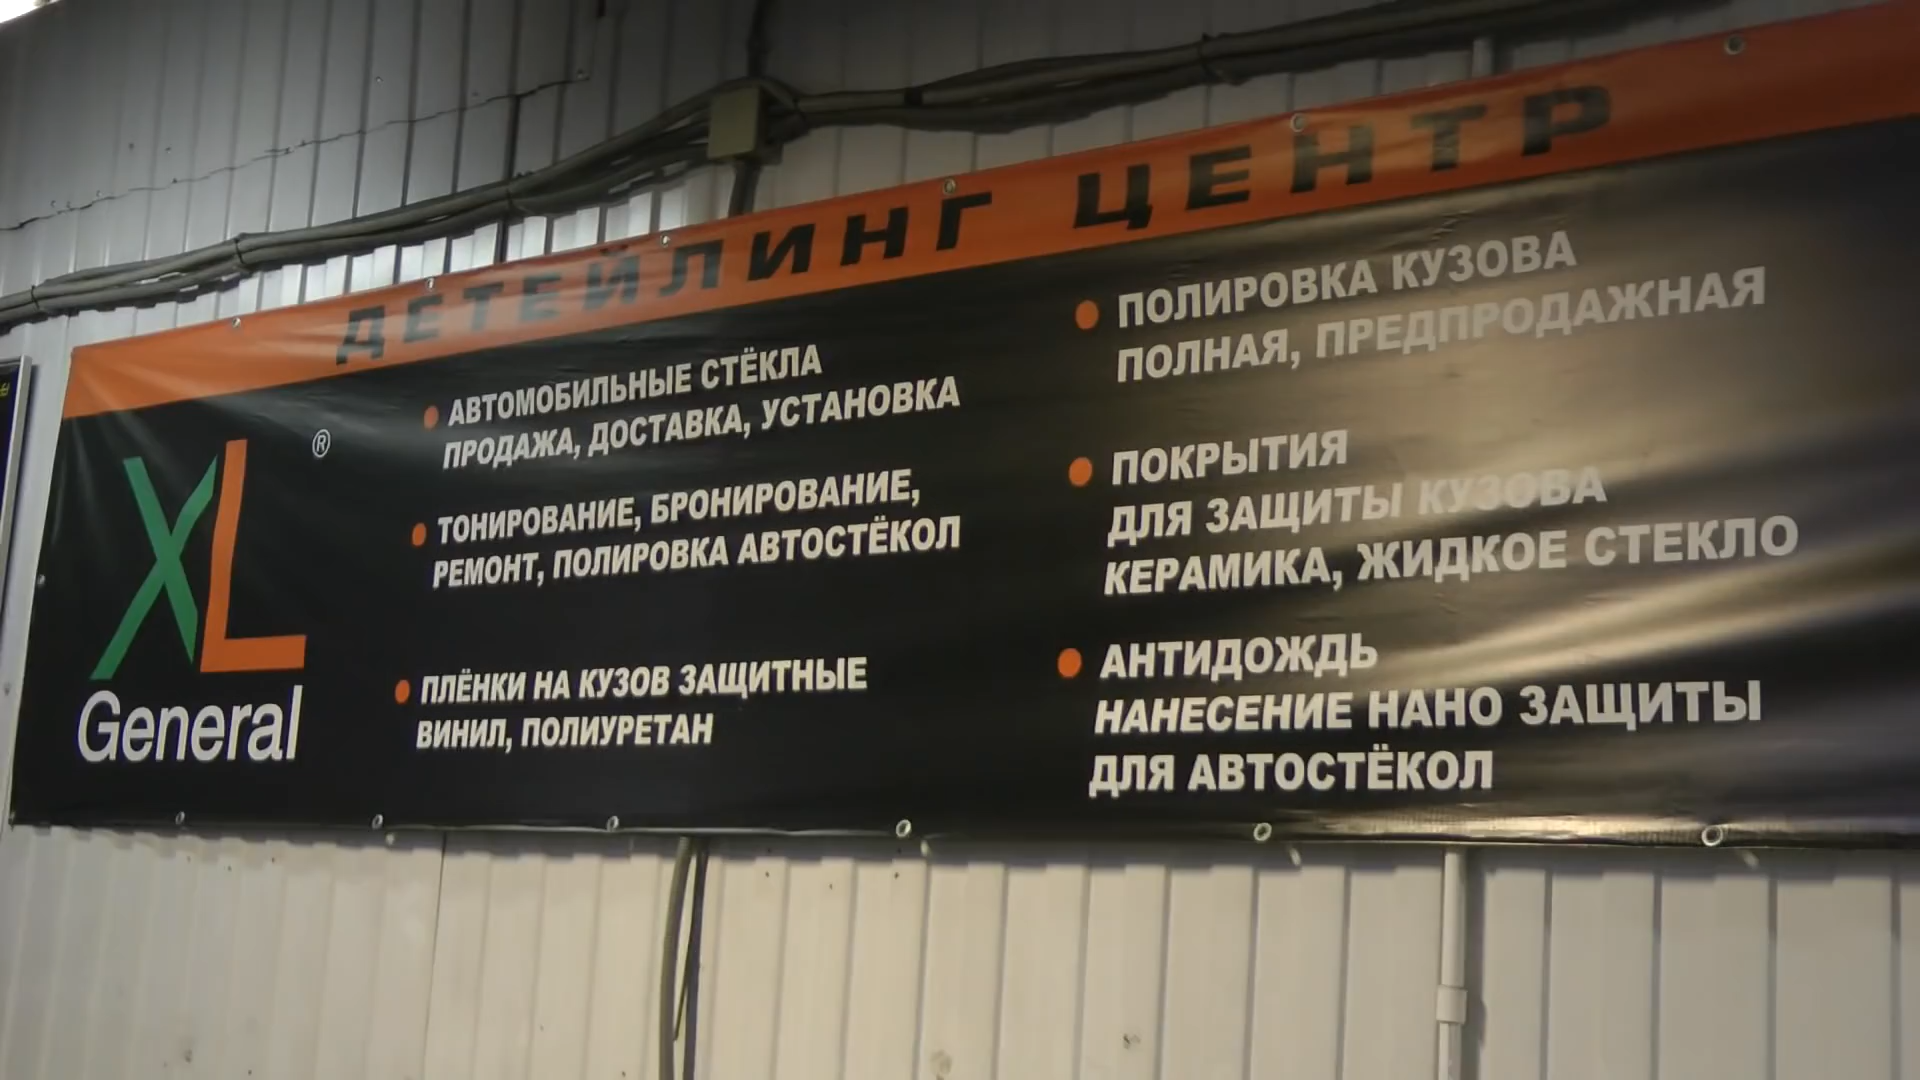 ДЕТЕЙЛИНГ ЦЕНТР
XL
®
General
АВТОМОБИЛЬНЫЕ СТЁКЛА
ПРОДАЖА, ДОСТАВКА, УСТАНОВКА
ТОНИРОВАНИЕ, БРОНИРОВАНИЕ,
РЕМОНТ, ПОЛИРОВКА АВТОСТЁКОЛ
ПЛЁНКИ НА КУЗОВ ЗАЩИТНЫЕ
ВИНИЛ, ПОЛИУРЕТАН
ПОЛИРОВКА КУЗОВА
ПОЛНАЯ, ПРЕДПРОДАЖНАЯ
ПОКРЫТИЯ
ДЛЯ ЗАЩИТЫ КУЗОВА
КЕРАМИКА, ЖИДКОЕ СТЕКЛО
АНТИДОЖДЬ
НАНЕСЕНИЕ НАНО ЗАЩИТЫ
ДЛЯ АВТОСТЁКОЛ